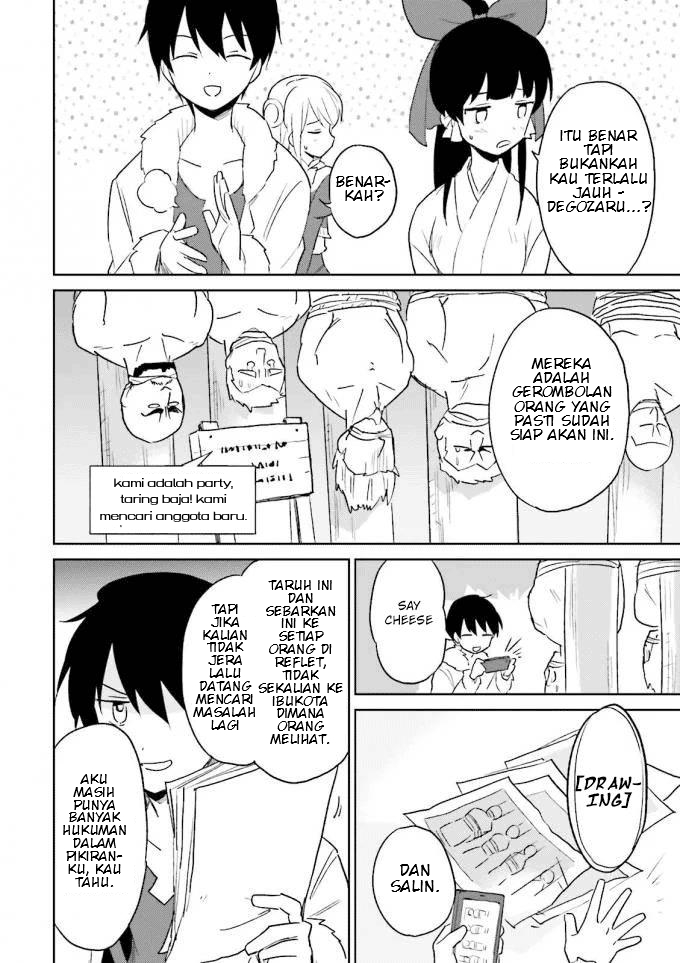 ITU BENAR
TAPI
BUKANKAH
KAU TERLALU
JAUH -
DEGOZARU...?
BENAR-
KAH?
MEREKA
ADALAH
GEROMBOLAN
ORANG YANG
PASTI SUDAH
SIAP AKAN INI.
kami adalah party,
taring baja! kami
mencari anggota baru.
SAY
CHEESE
[DRAW-
ING]
DAN
SALIN.
TARUH INI
DAN
SEBARKAN
INI KE
SETIAP
ORANG DI
REFLET,
TIDAK
SEKALIAN KE
IBUKOTA
DIMANA
ORANG
MELIHAT.
TAPI
JIKA
KALIAN
TIDAK
JERA
LALU
DATANG
MENCARI
MASALAH
LAGI
AKU
MASIH
PUNYA
BANYAK
HUKUMAN
DALAM
PIKIRAN-
KU, KAU
TAHU.